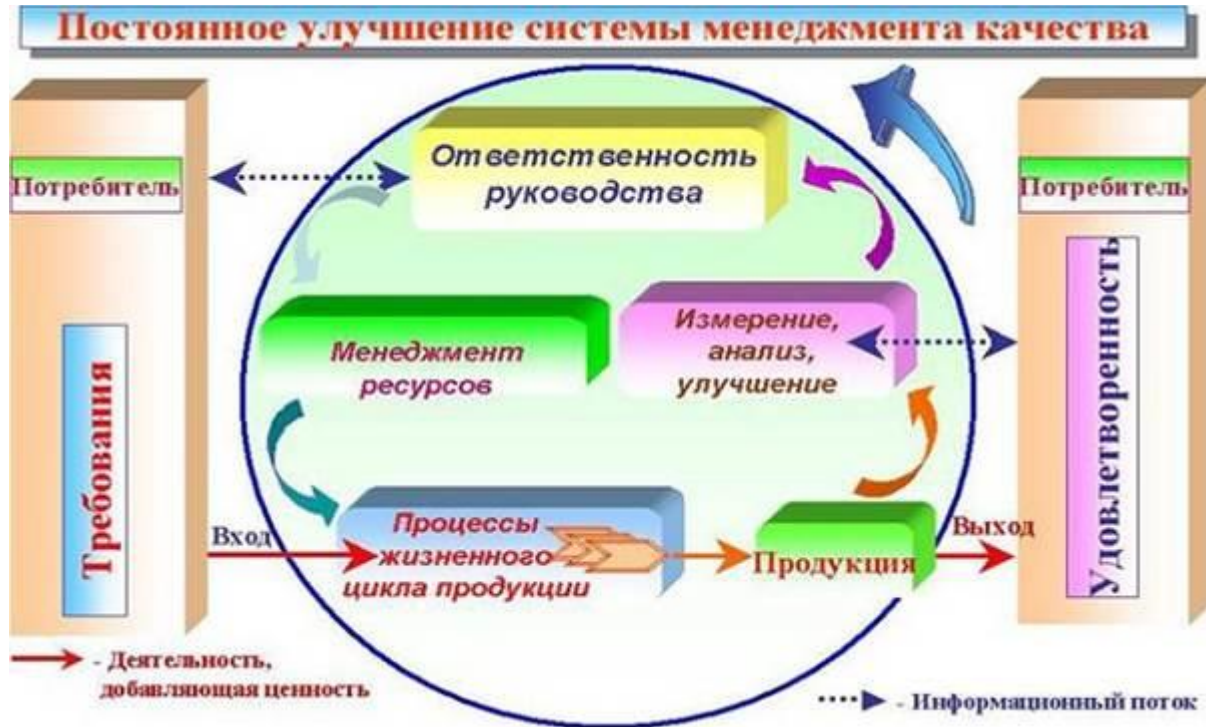 Постоянное улучшение системы менеджмента качества
Потребитель
Требования
Ответственность
руководства
Менеджмент
ресурсов
Измерение,
анализ,
улучшение
Потребитель
Удовлетворенность
Вход
Процессы
жизненного
цикла продукции
Продукция
Выход
- Деятельность,
добавляющая ценность
- Информационный поток